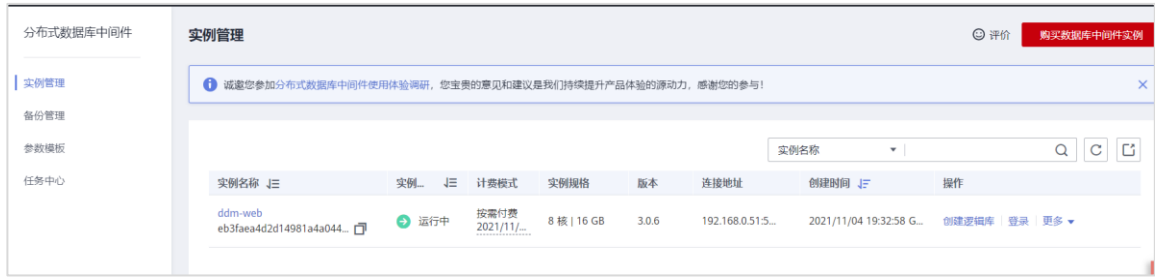 分布式数据库中间件
实例管理
评价
购买数据库中间件实例
实例管理
备份管理
参数模板
任务中心
诚邀您参加分布式数据库中间件使用体验调研，您宝贵的意见和建议是我们持续提升产品体验的源动力，感谢您的参与！
实例名称
实例名称 实例... 计费模式 实例规格 版本 连接地址 创建时间 操作
ddm-web
eb3faea4d2d14981a4a044...
运行中
按需付费
2021/11/...
8 核 | 16 GB
3.0.6
192.168.0.51:5...
2021/11/04 19:32:58 G...
创建逻辑库 登录 更多